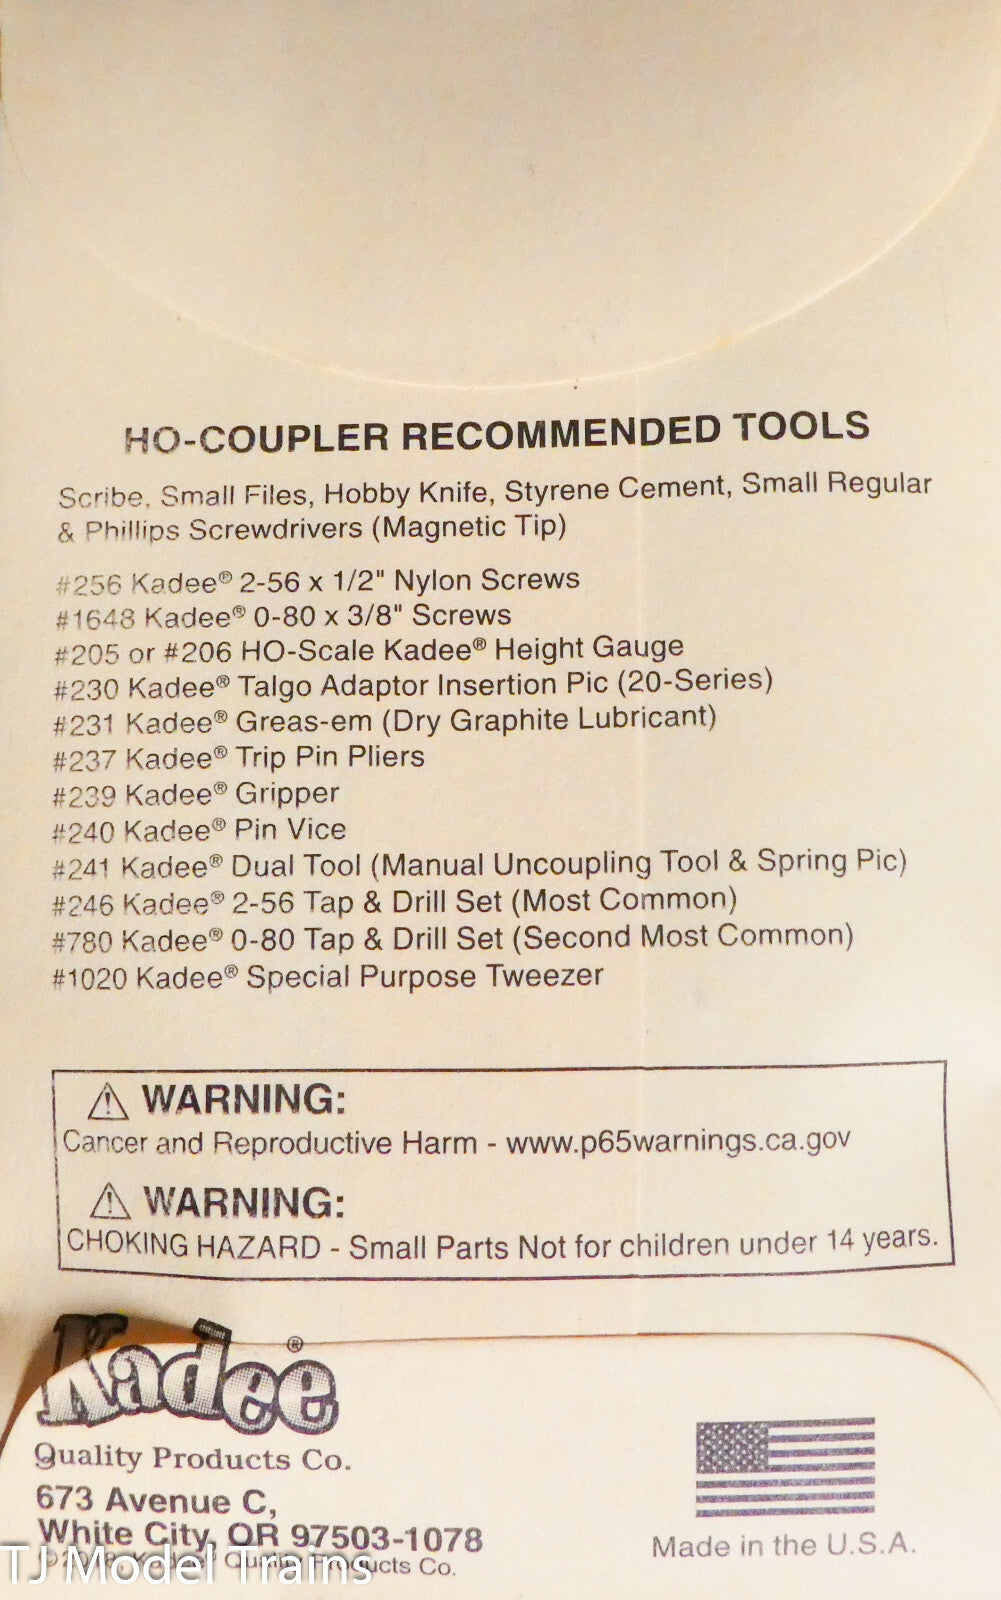 HO-COUPLER RECOMMENDED TOOLS
Scribe, Small Files, Hobby Knife, Styrene Cement, Small Regular
& Phillips Screwdrivers (Magnetic Tip)
#256 Kadee® 2-56 x 1/2" Nylon Screws
#1648 Kadee® 0-80 x 3/8" Screws
#205 or #206 HO-Scale Kadee® Height Gauge
#230 Kadee® Talgo Adaptor Insertion Pic (20-Series)
#231 Kadee® Greas-em (Dry Graphite Lubricant)
#237 Kadee® Trip Pin Pliers
#239 Kadee® Gripper
#240 Kadee® Pin Vice
#241 Kadee® Dual Tool (Manual Uncoupling Tool & Spring Pic)
#246 Kadee® 2-56 Tap & Drill Set (Most Common)
#780 Kadee® 0-80 Tap & Drill Set (Second Most Common)
#1020 Kadee® Special Purpose Tweezer
⚠ WARNING:
Cancer and Reproductive Harm - www.p65warnings.ca.gov
⚠ WARNING:
CHOKING HAZARD - Small Parts Not for children under 14 years.
Kadee®
Quality Products Co.
673 Avenue C,
White City, OR 97503-1078
Kadee® Quality Products Co.
Made in the U.S.A.
TJ Model Trains